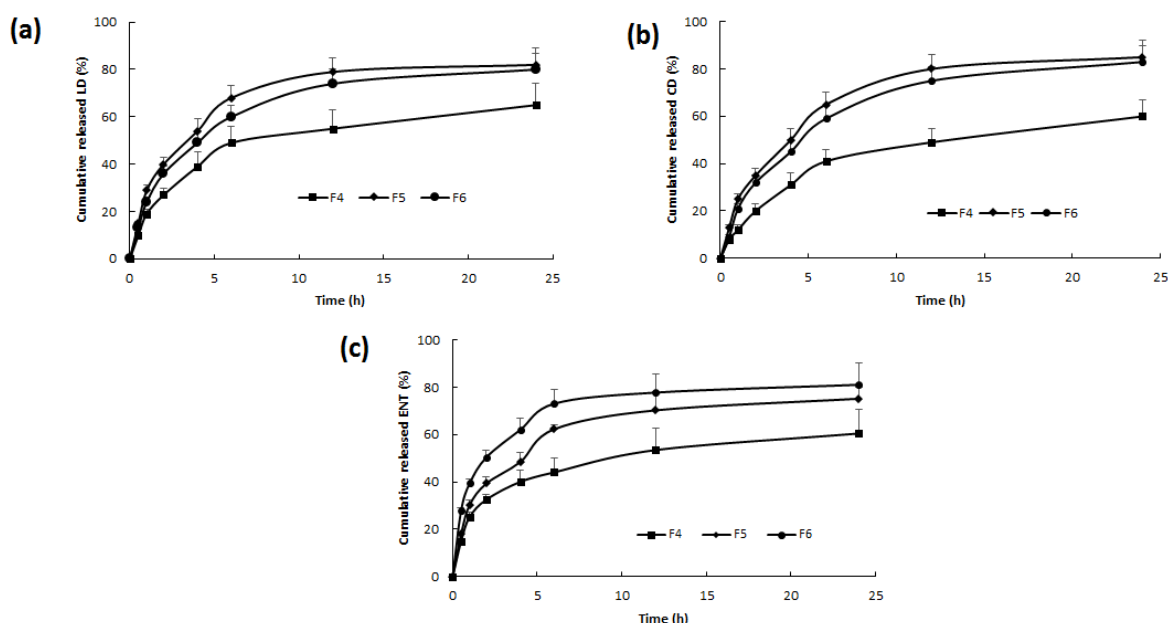 (a)
Cumulative released LD (%)
100
80
60
40
20
0
F4 F5 F6
0 5 10 15 20 25
Time (h)
(b)
Cumulative released CD (%)
100
80
60
40
20
0
F4 F5 F6
0 5 10 15 20 25
Time (h)
(c)
Cumulative released ENT (%)
100
80
60
40
20
0
F4 F5 F6
0 5 10 15 20 25
Time (h)